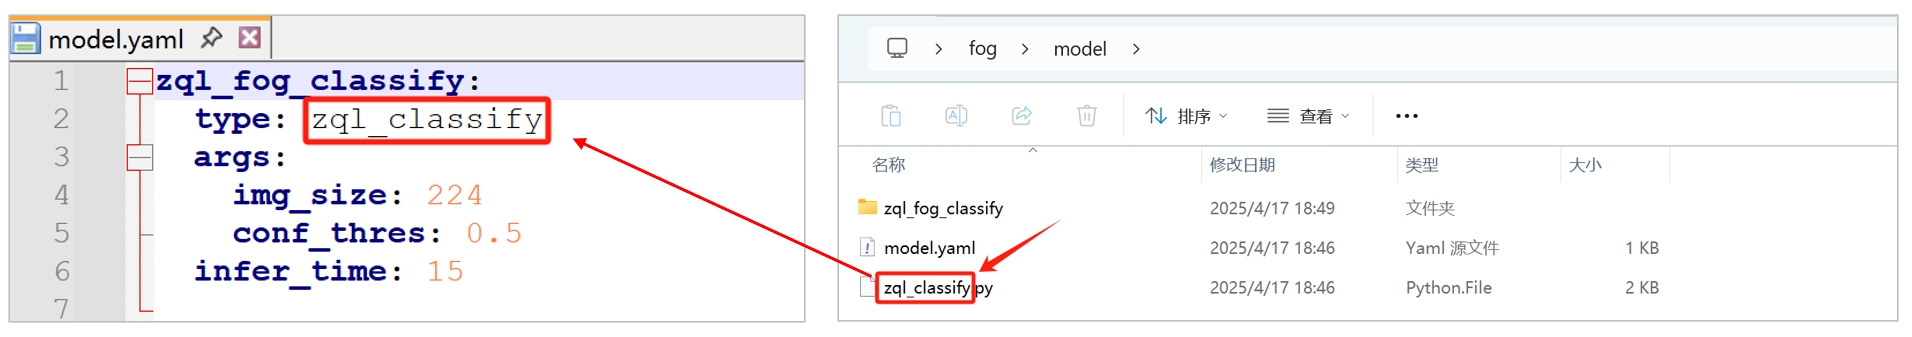 model.yaml
1 zql_fog_classify:
2 type: zql_classify
3 args:
4 img_size: 224
5 conf_thres: 0.5
6 infer_time: 15
7
> fog > model >
排序 查看 ...
名称 修改日期 类型 大小
zql_fog_classify 2025/4/17 18:49 文件夹
model.yaml 2025/4/17 18:46 Yaml 源文件 1 KB
zql_classify.py 2025/4/17 18:46 Python.File 2 KB